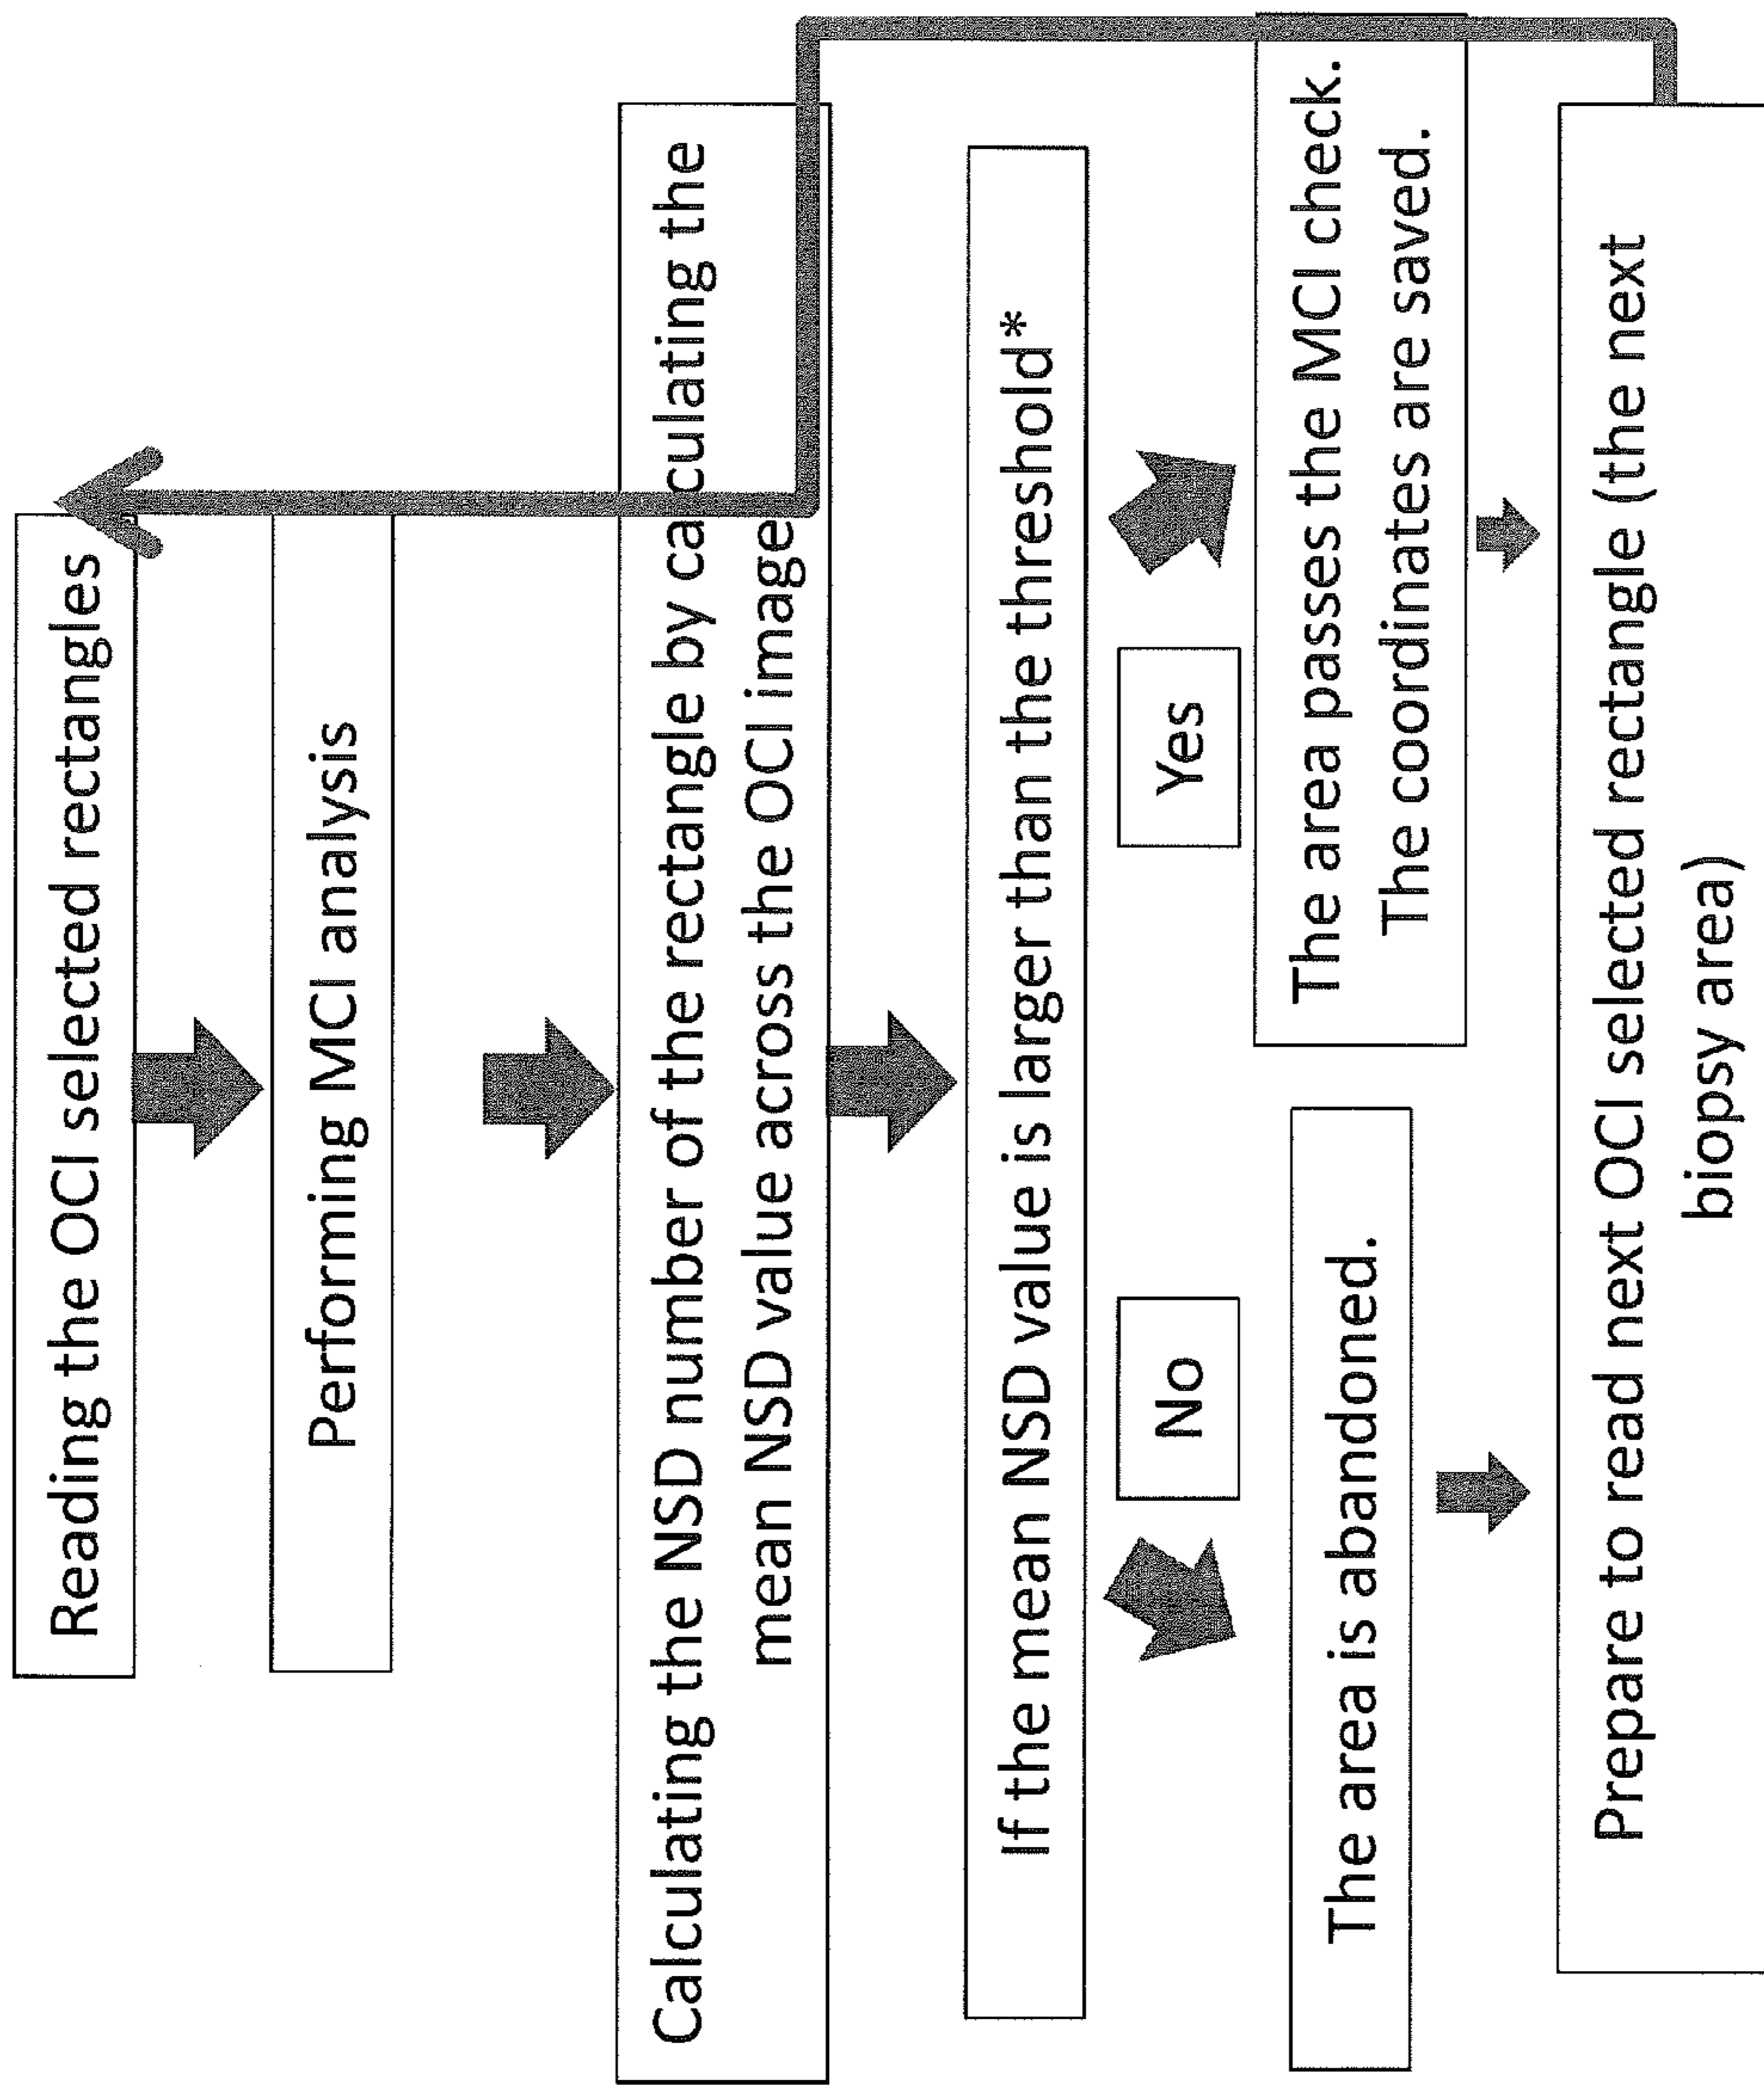 Reading the OCI selected rectangles
Performing MCI analysis
Calculating the NSD number of the rectangle by calculating the
mean NSD value across the OCI image
If the mean NSD value is larger than the threshold*
No
Yes
The area is abandoned.
The area passes the MCI check.
The coordinates are saved.
Prepare to read next OCI selected rectangle (the next
biopsy area)